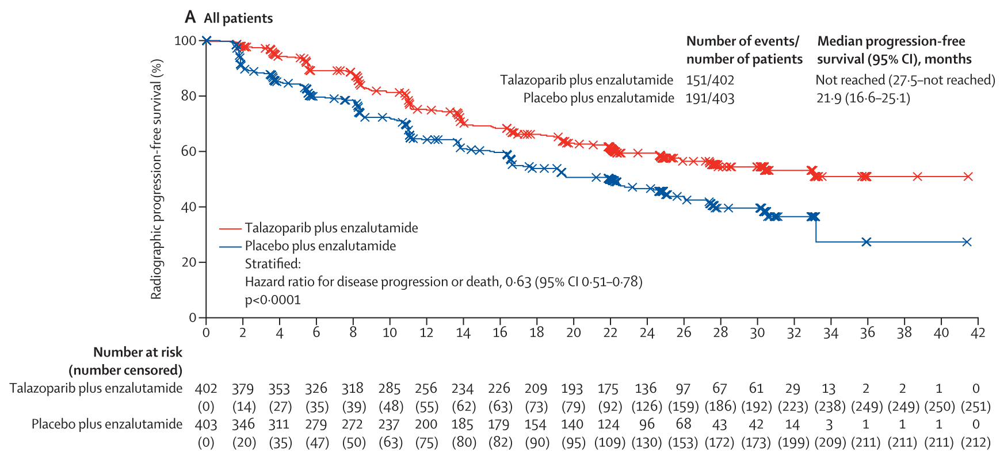 A All patients
Number of events/ number of patients
Median progression-free survival (95% CI), months
Talazoparib plus enzalutamide 151/402 Not reached (27·5–not reached)
Placebo plus enzalutamide 191/403 21·9 (16·6–25·1)
Radiographic progression-free survival (%)
100
80
60
40
20
0
Talazoparib plus enzalutamide
Placebo plus enzalutamide
Stratified:
Hazard ratio for disease progression or death, 0·63 (95% CI 0·51–0·78)
p<0·0001
0 2 4 6 8 10 12 14 16 18 20 22 24 26 28 30 32 34 36 38 40 42
Number at risk
(number censored)
Talazoparib plus enzalutamide 402 379 353 326 318 285 256 234 226 209 193 175 136 97 67 61 29 13 2 2 1 0
(0) (14) (27) (35) (39) (48) (55) (62) (63) (73) (79) (92) (126) (159) (186) (192) (223) (238) (249) (249) (250) (251)
Placebo plus enzalutamide 403 346 311 279 272 237 200 185 179 154 140 124 96 68 43 42 14 3 1 1 1 0
(0) (20) (35) (47) (50) (63) (75) (80) (82) (90) (95) (109) (130) (153) (172) (173) (199) (209) (211) (211) (211) (212)